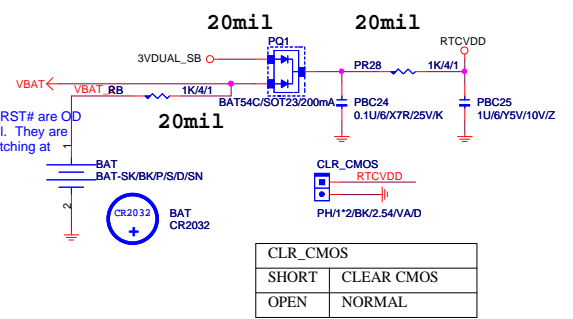 20mil
20mil
PQ1
RTCVDD
3VDUAL_SB
PR28
1K/4/1
VBAT
VBAT_RB
1K/4/1
BAT54C/SOT23/200mA
PBC24
0.1U/6/X7R/25V/K
PBC25
1U/6/Y5V/10V/Z
20mil
RST# are OD
l. They are
tching at
1
BAT
BAT-SK/BK/P/S/D/SN
2
CR2032
+
BAT
CR2032
CLR_CMOS
RTCVDD
PH/1*2/BK/2.54/VA/D
CLR_CMOS
SHORT CLEAR CMOS
OPEN NORMAL